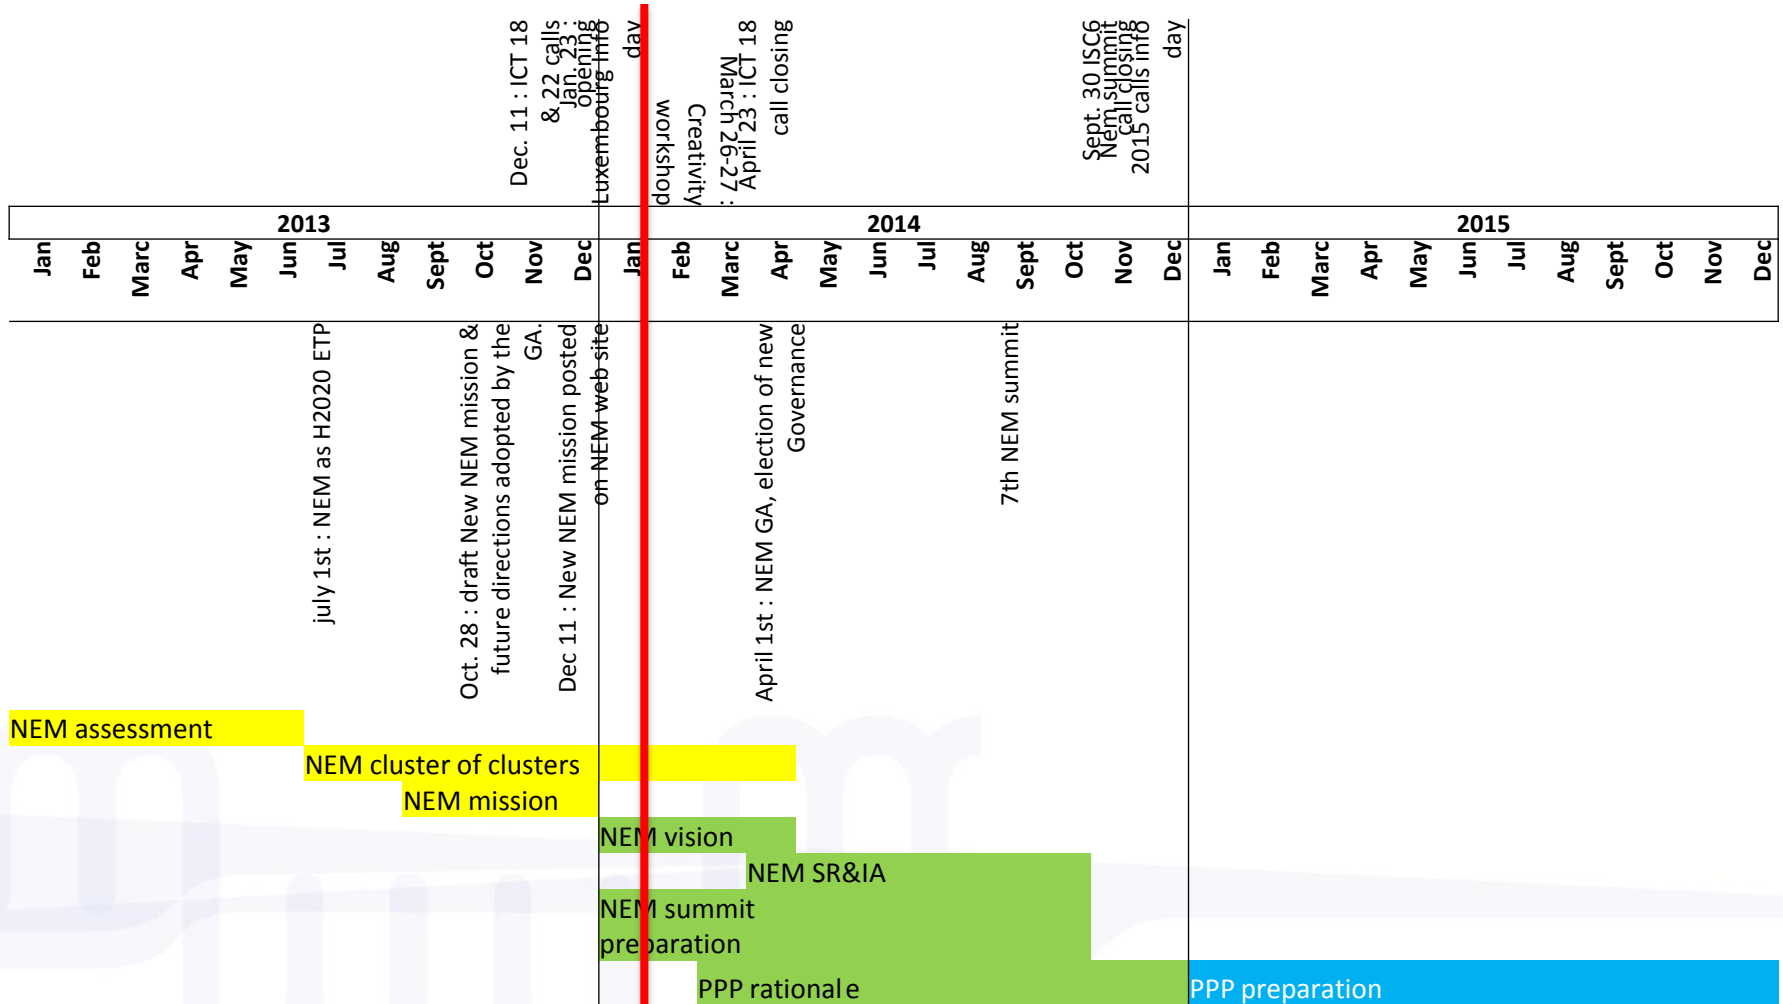 Dec. 11 : ICT 18
& 22 calls
opening
Jan. 23 :
Luxembourg Info
day
March 26-27 :
Creativity
workshop
April 23 : ICT 18
call closing
Sept. 30 ISC6
call closing
Nem summit
2015 calls info
day
2013
2014
2015
Jan
Feb
Marc
Apr
May
Jun
Jul
Aug
Sept
Oct
Nov
Dec
Jan
Feb
Marc
Apr
May
Jun
Jul
Aug
Sept
Oct
Nov
Dec
Jan
Feb
Marc
Apr
May
Jun
Jul
Aug
Sept
Oct
Nov
Dec
july 1st : NEM as H2020 ETP
Oct. 28 : draft New NEM mission &
future directions adopted by the
GA.
Dec 11 : New NEM mission posted
on NEM web site
April 1st : NEM GA, election of new
Governance
7th NEM summit
NEM assessment
NEM cluster of clusters
NEM mission
NEM vision
NEM SR&IA
NEM summit
preparation
PPP rationale
PPP preparation